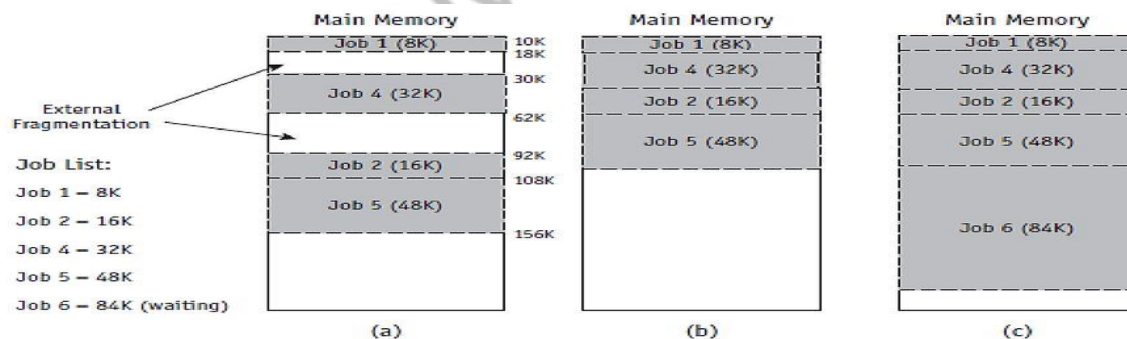 Main Memory
Job 1 (8K)
10K
18K
30K
Job 4 (32K)
62K
92K
Job 2 (16K)
108K
Job 5 (48K)
156K
(a)
External
Fragmentation
Job List:
Job 1 – 8K
Job 2 – 16K
Job 4 – 32K
Job 5 – 48K
Job 6 – 84K (waiting)
Main Memory
Job 1 (8K)
Job 4 (32K)
Job 2 (16K)
Job 5 (48K)
(b)
Main Memory
Job 1 (8K)
Job 4 (32K)
Job 2 (16K)
Job 5 (48K)
Job 6 (84K)
(c)